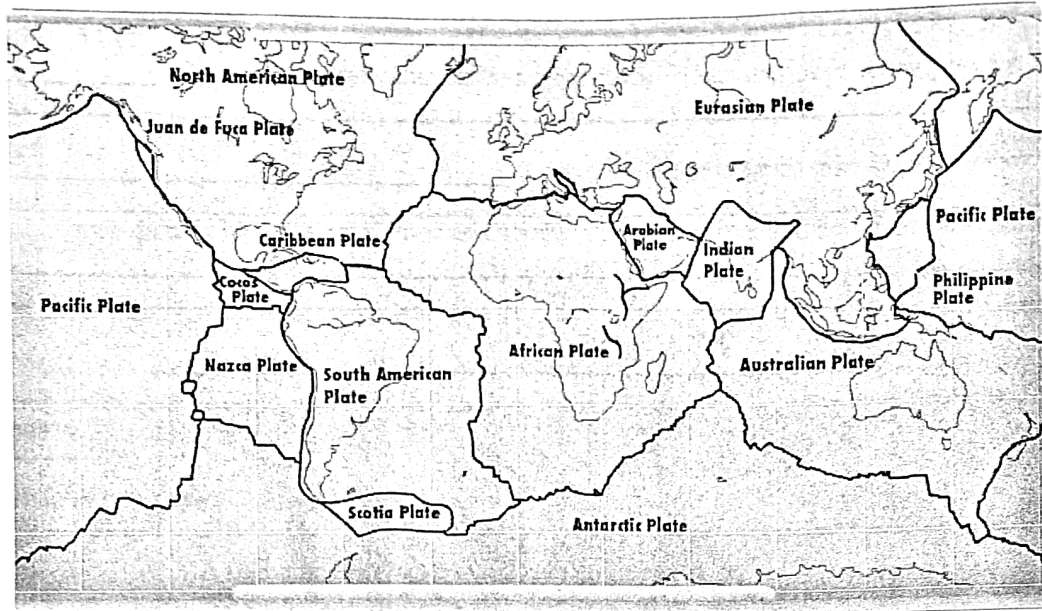 North American Plate
Eurasian Plate
Juan de Fuca Plate
Caribbean Plate
Arabian
Plate
Indian
Plate
Pacific Plate
Cocos
Plate
Philippine
Plate
Pacific Plate
Nazca Plate
South American
Plate
African Plate
Australian Plate
Scotia Plate
Antarctic Plate